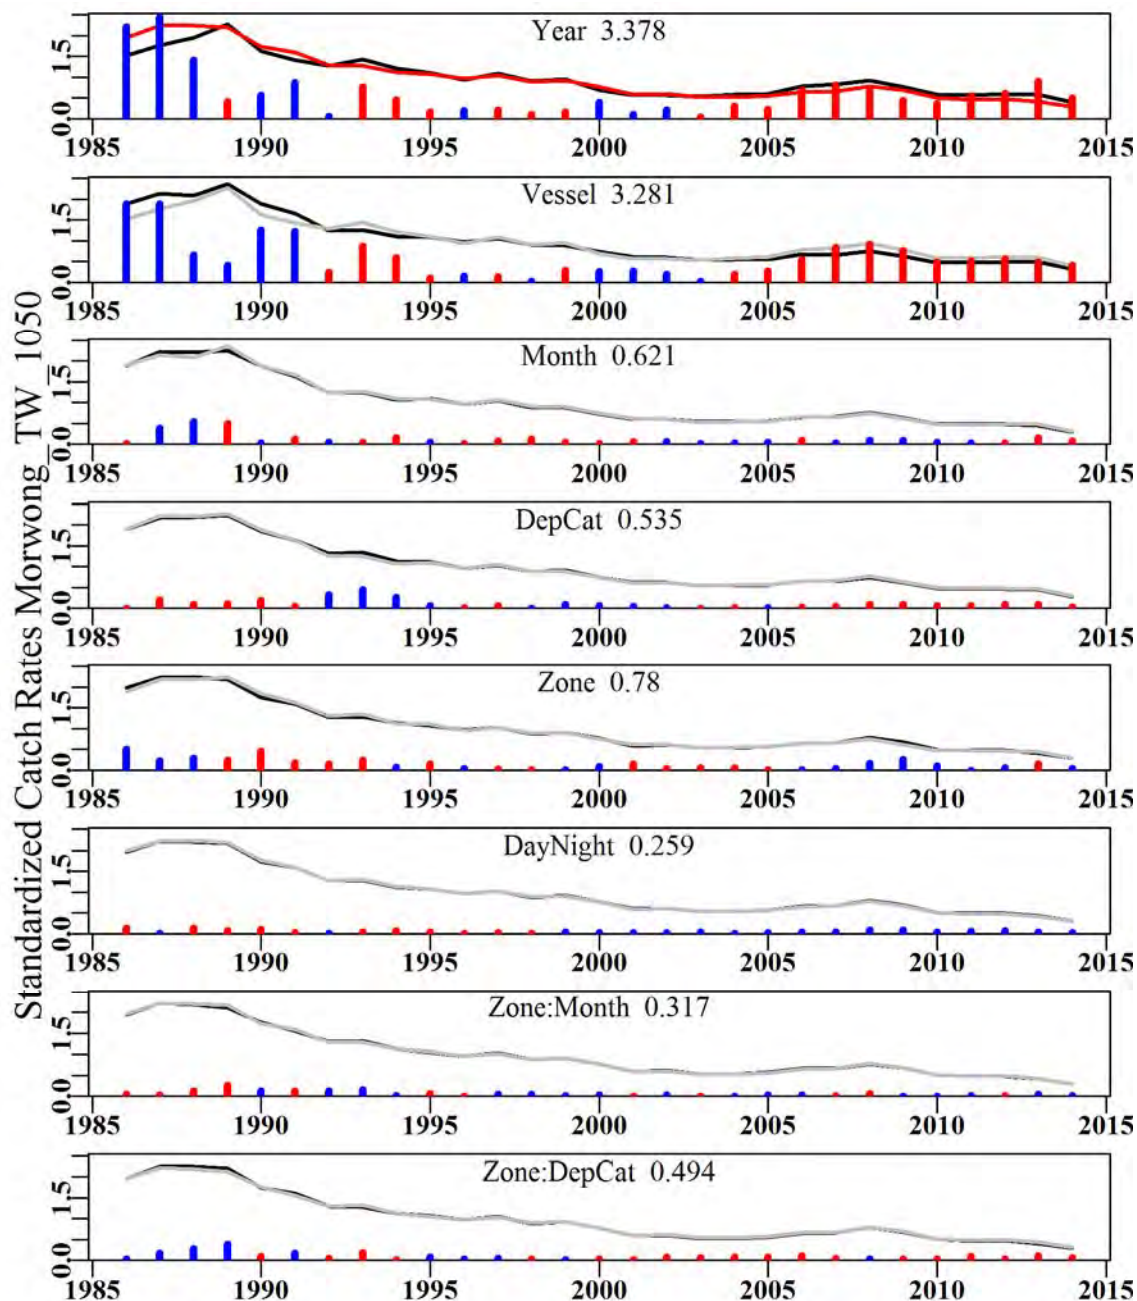 Standardized Catch Rates Morwong_TW_1050
Year 3.378
0.0 1.5
1985 1990 1995 2000 2005 2010 2015
Vessel 3.281
0.0 1.5
1985 1990 1995 2000 2005 2010 2015
Month 0.621
0.0 1.5
1985 1990 1995 2000 2005 2010 2015
DepCat 0.535
0.0 1.5
1985 1990 1995 2000 2005 2010 2015
Zone 0.78
0.0 1.5
1985 1990 1995 2000 2005 2010 2015
DayNight 0.259
0.0 1.5
1985 1990 1995 2000 2005 2010 2015
Zone:Month 0.317
0.0 1.5
1985 1990 1995 2000 2005 2010 2015
Zone:DepCat 0.494
0.0 1.5
1985 1990 1995 2000 2005 2010 2015